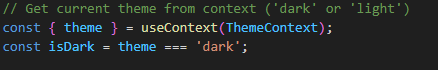 // Get current theme from context ('dark' or 'light')
const { theme } = useContext(ThemeContext);
const isDark = theme === 'dark';